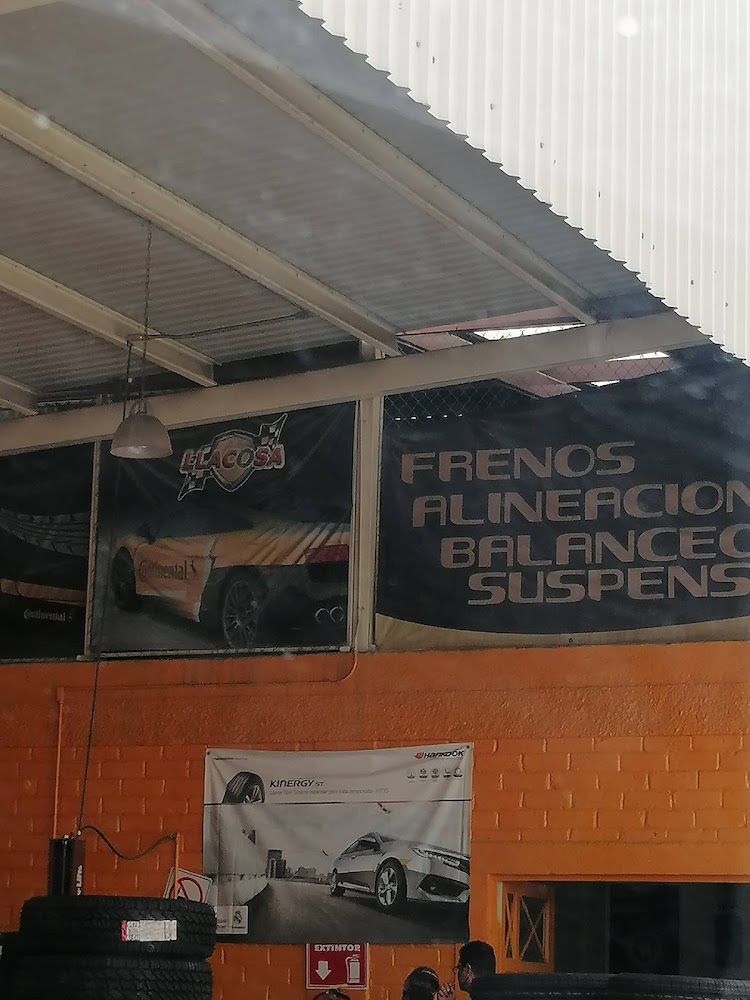 LLACOSA
Continental
Continental
FRENOS
ALINEACION
BALANCEO
SUSPENS
HANKOOK
KINERGY ST
EXTINTOR